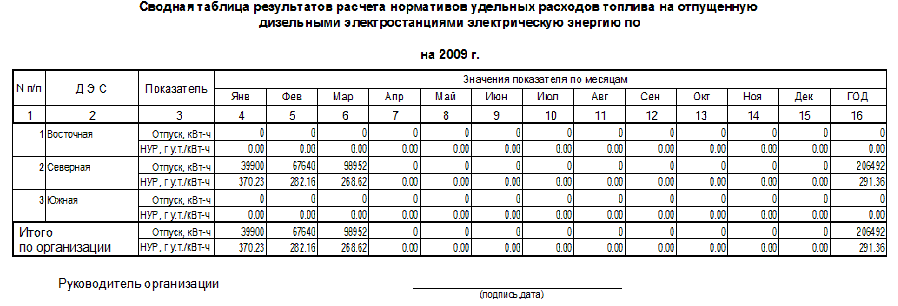 Сводная таблица результатов расчета нормативов удельных расходов топлива на отпущенную
дизельными электростанциями электрическую энергию по
на 2009 г.
N п/п Д Э С Показатель Значения показателя по месяцам
Янв Фев Мар Апр Май Июн Июл Авг Сен Окт Ноя Дек ГОД
1 2 3 4 5 6 7 8 9 10 11 12 13 14 15 16
1 Восточная Отпуск, кВт-ч 0 0 0 0 0 0 0 0 0 0 0 0 0
НУР, г у.т./кВт-ч 0.00 0.00 0.00 0.00 0.00 0.00 0.00 0.00 0.00 0.00 0.00 0.00 0.00
2 Северная Отпуск, кВт-ч 39900 67640 98952 0 0 0 0 0 0 0 0 0 206492
НУР, г у.т./кВт-ч 370.23 282.16 268.62 0.00 0.00 0.00 0.00 0.00 0.00 0.00 0.00 0.00 291.36
3 Южная Отпуск, кВт-ч 0 0 0 0 0 0 0 0 0 0 0 0 0
НУР, г у.т./кВт-ч 0.00 0.00 0.00 0.00 0.00 0.00 0.00 0.00 0.00 0.00 0.00 0.00 0.00
Итого Отпуск, кВт-ч 39900 67640 98952 0 0 0 0 0 0 0 0 0 206492
по организации НУР, г у.т./кВт-ч 370.23 282.16 268.62 0.00 0.00 0.00 0.00 0.00 0.00 0.00 0.00 0.00 291.36
Руководитель организации
(подпись,дата)